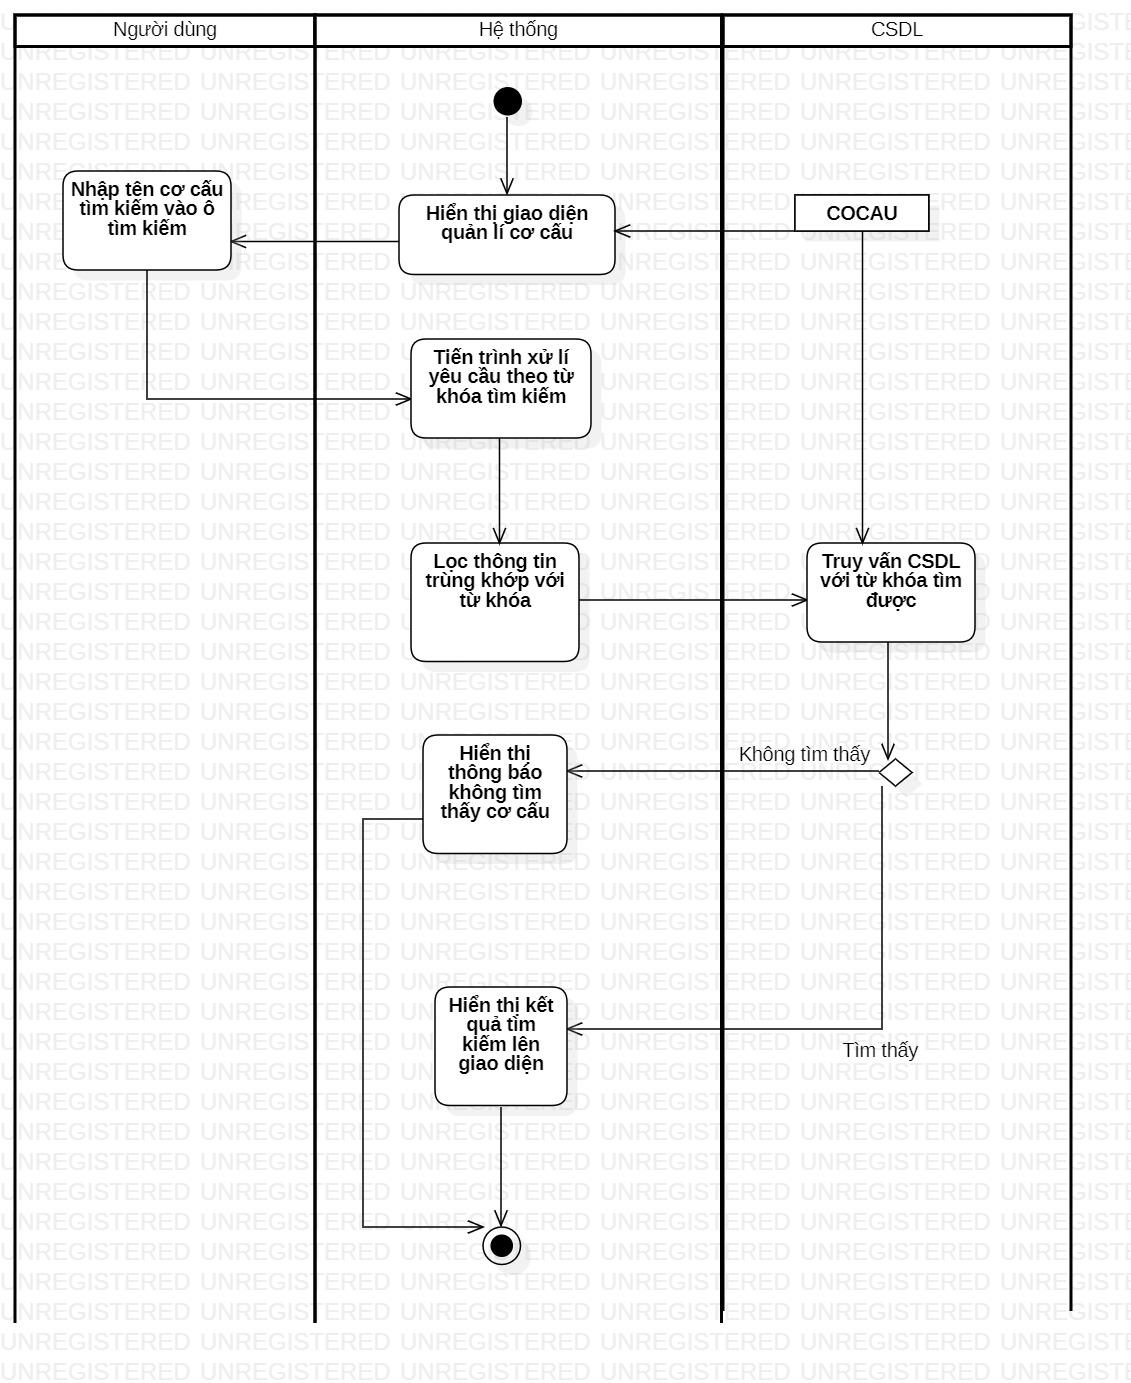 Người dùng
Hệ thống
CSDL
Nhập tên cơ cấu
tìm kiếm vào ô
tìm kiếm
Hiển thị giao diện
quản lí cơ cấu
COCAU
Tiến trình xử lí
yêu cầu theo từ
khóa tìm kiếm
Lọc thông tin
trùng khớp với
từ khóa
Truy vấn CSDL
với từ khóa tìm
được
Không tìm thấy
Hiển thị
thông báo
không tìm
thấy cơ cấu
Hiển thị kết
quả tìm
kiếm lên
giao diện
Tìm thấy
UNREGISTERED